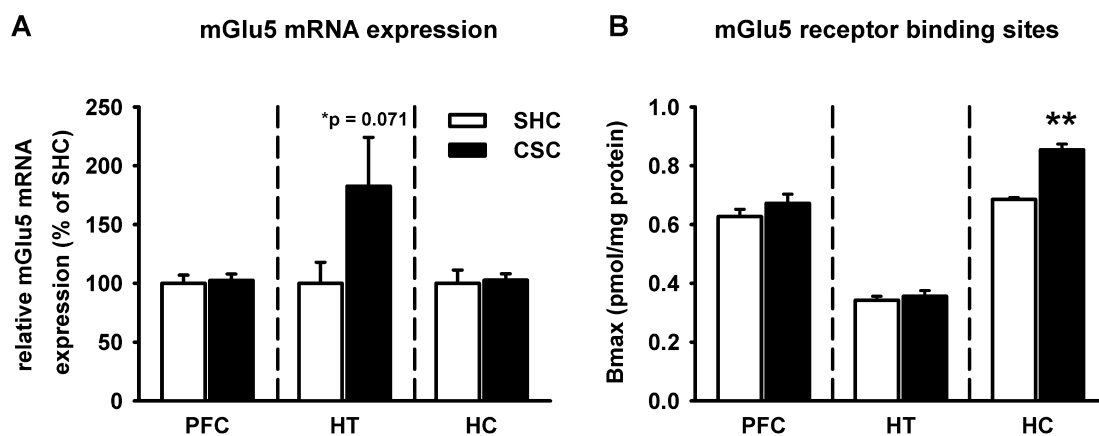 A
mGlu5 mRNA expression
relative mGlu5 mRNA
expression (% of SHC)
250
200
150
100
50
0
*p = 0.071
SHC
CSC
PFC
HT
HC
B
mGlu5 receptor binding sites
Bmax (pmol/mg protein)
1.0
0.8
0.6
0.4
0.2
0.0
**
PFC
HT
HC